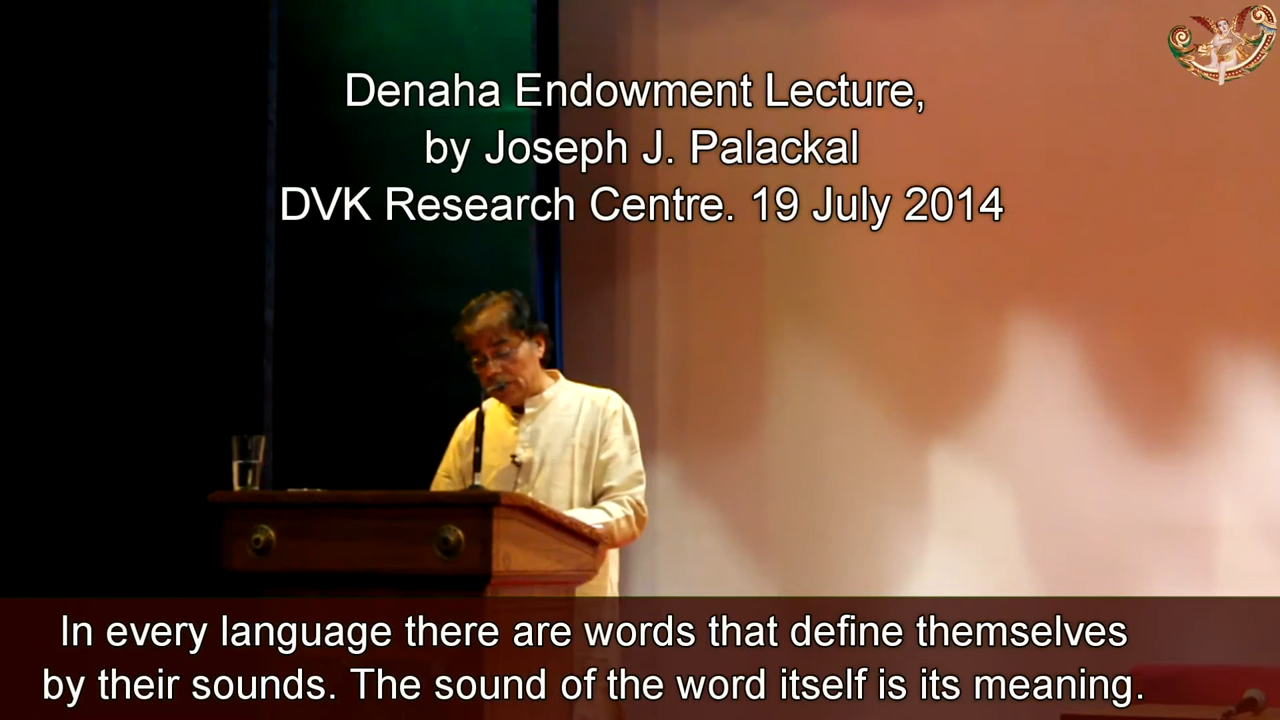 Denaha Endowment Lecture,
by Joseph J. Palackal
DVK Research Centre. 19 July 2014
In every language there are words that define themselves
by their sounds. The sound of the word itself is its meaning.